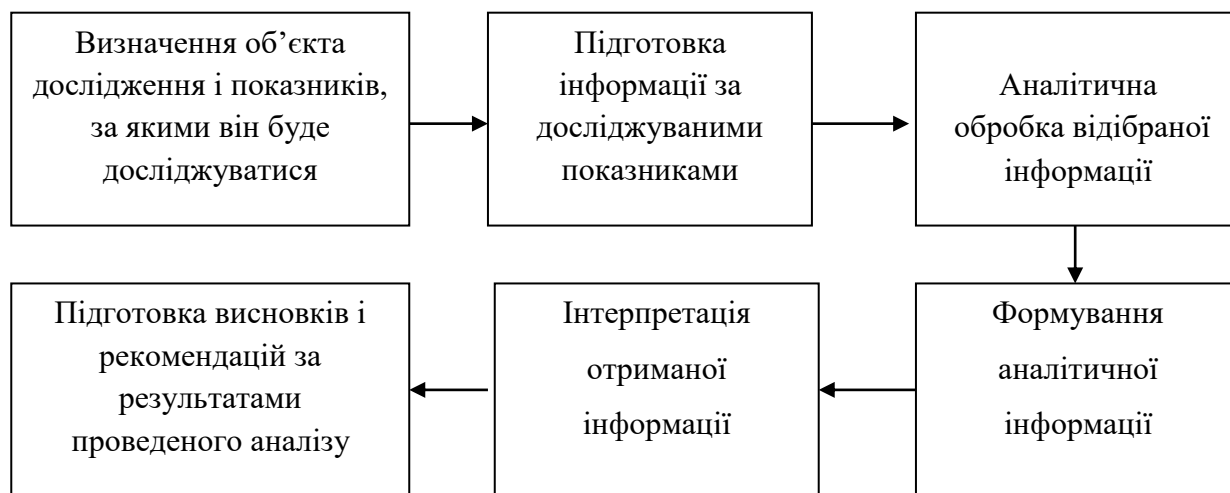 Визначення об’єкта
дослідження і показників,
за якими він буде
досліджуватися
Підготовка
інформації за
досліджуваними
показниками
Аналітична
обробка відібраної
інформації
Формування
аналітичної
інформації
Інтерпретація
отриманої
інформації
Підготовка висновків і
рекомендацій за
результатами
проведеного аналізу